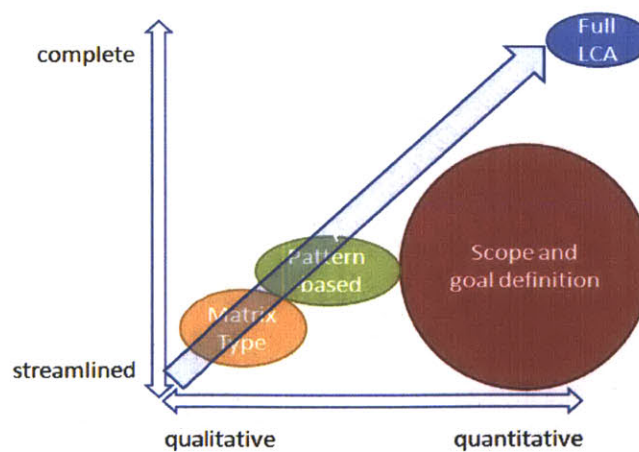 Full
LCA
complete
Scope and
goal definition
Pattern
-based
Matrix
Type
streamlined
qualitative
quantitative